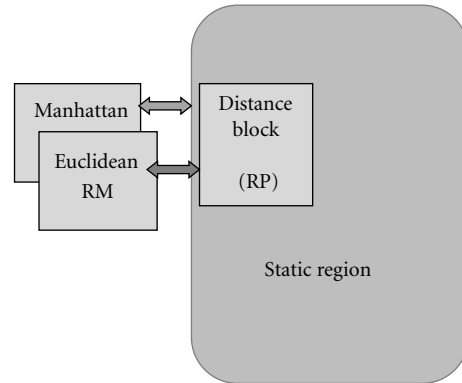 Manhattan
Euclidean
RM
Distance
block
(RP)
Static region